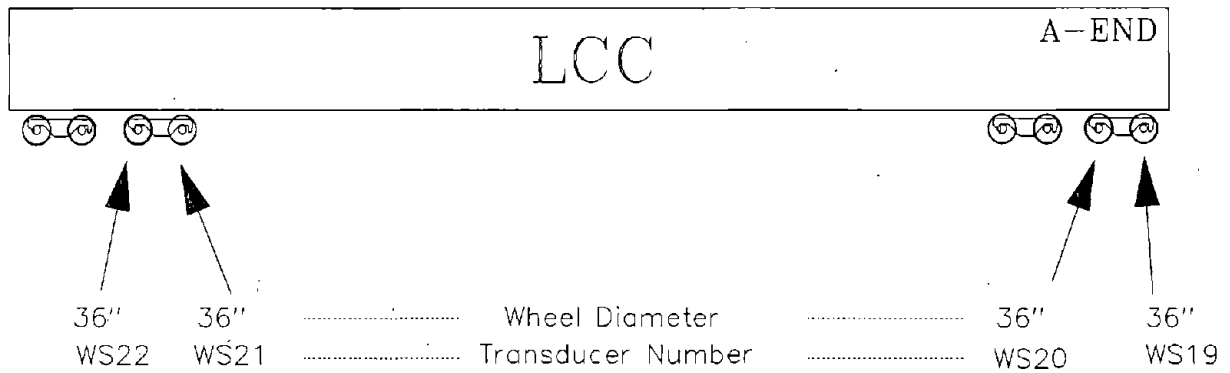 A-END
LCC
36" 36" Wheel Diameter 36" 36"
WS22 WS21 Transducer Number WS20 WS19